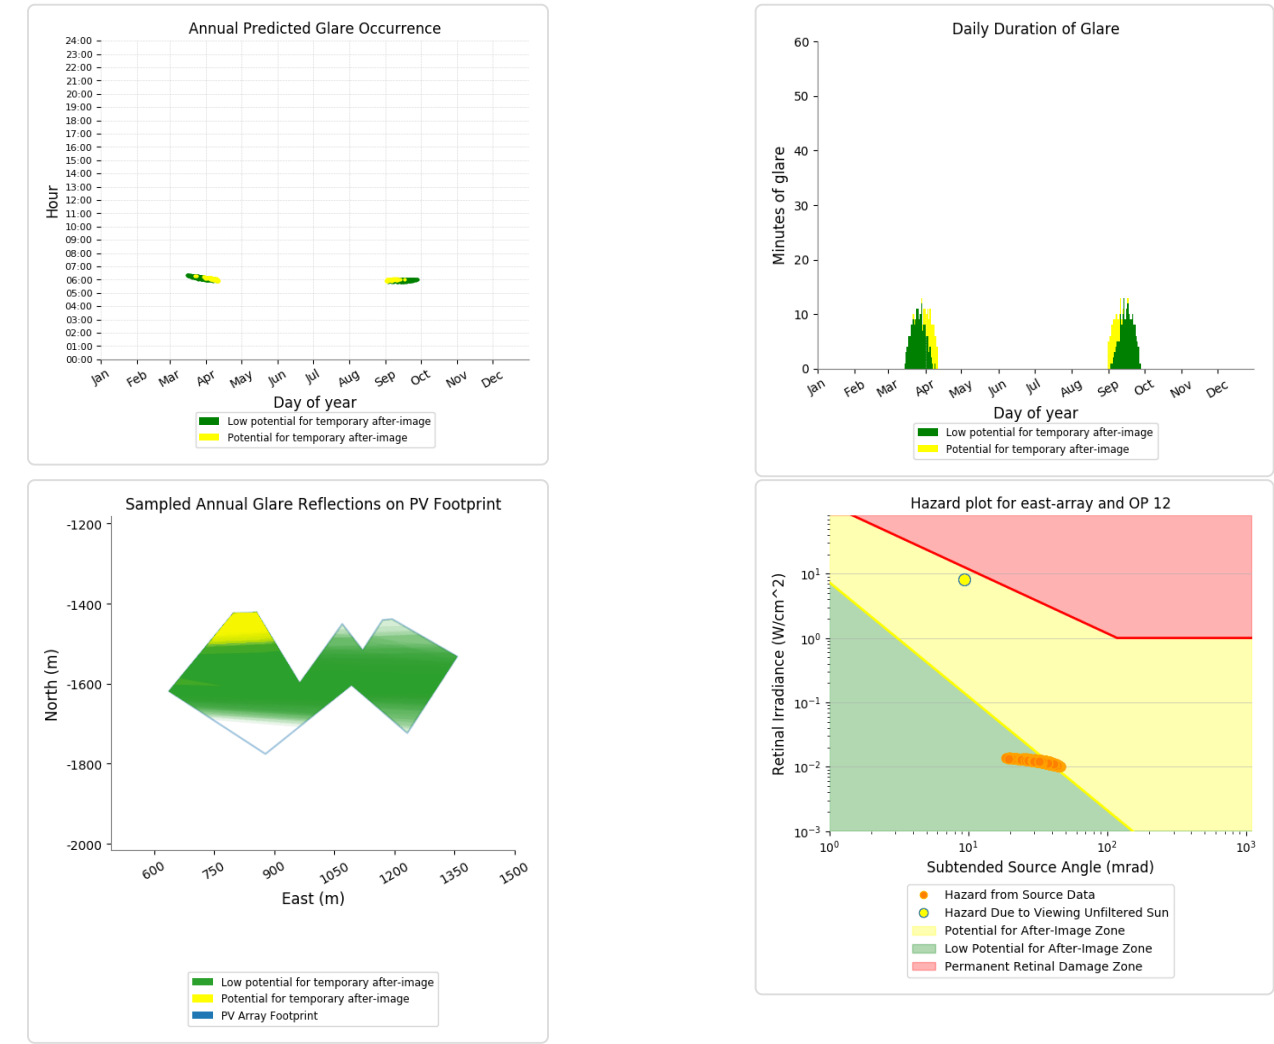 Annual Predicted Glare Occurrence
24:00
23:00
22:00
21:00
20:00
19:00
18:00
17:00
16:00
15:00
14:00
13:00
12:00
11:00
10:00
09:00
08:00
07:00
06:00
05:00
04:00
03:00
02:00
01:00
00:00
Hour
Jan Feb Mar Apr May Jun Jul Aug Sep Oct Nov Dec
Day of year
Low potential for temporary after-image
Potential for temporary after-image
Daily Duration of Glare
60
50
40
30
20
10
0
Minutes of glare
Jan Feb Mar Apr May Jun Jul Aug Sep Oct Nov Dec
Day of year
Low potential for temporary after-image
Potential for temporary after-image
Sampled Annual Glare Reflections on PV Footprint
-1200
-1400
-1600
-1800
-2000
North (m)
600 750 900 1050 1200 1350 1500
East (m)
Low potential for temporary after-image
Potential for temporary after-image
PV Array Footprint
Hazard plot for east-array and OP 12
10^1
10^0
10^-1
10^-2
10^-3
Retinal Irradiance (W/cm^2)
10^0 10^1 10^2 10^3
Subtended Source Angle (mrad)
Hazard from Source Data
Hazard Due to Viewing Unfiltered Sun
Potential for After-Image Zone
Low Potential for After-Image Zone
Permanent Retinal Damage Zone